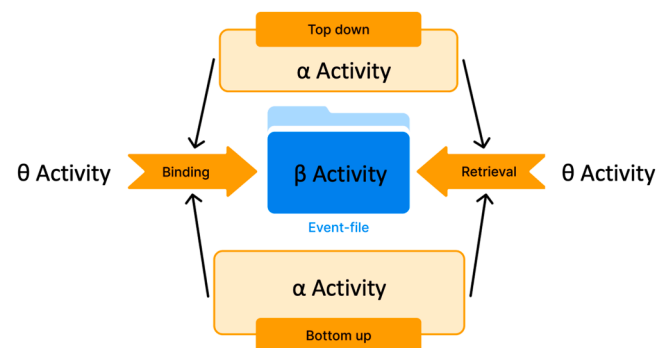 Top down
α Activity
θ Activity
Binding
β Activity
Retrieval
θ Activity
Event-file
α Activity
Bottom up